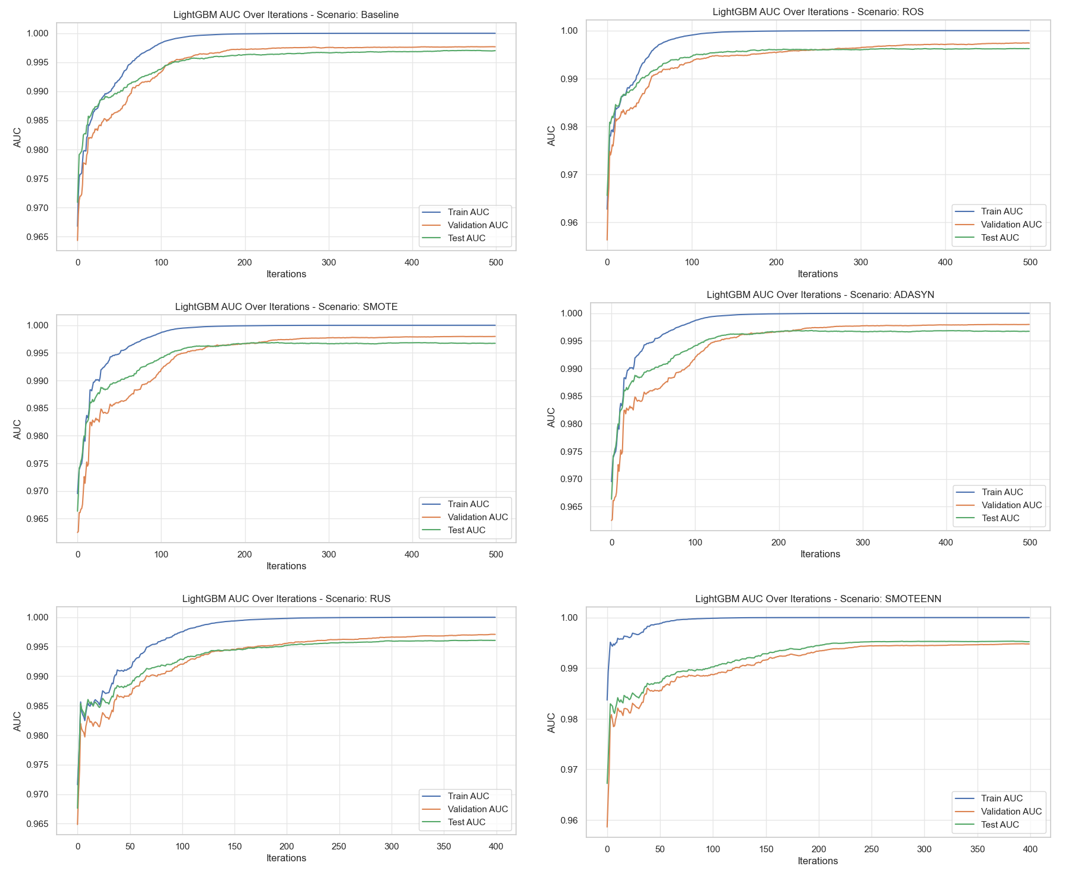 LightGBM AUC Over Iterations - Scenario: Baseline
AUC
1.000
0.995
0.990
0.985
0.980
0.975
0.970
0.965
0
100
200
300
400
500
Iterations
Train AUC
Validation AUC
Test AUC
LightGBM AUC Over Iterations - Scenario: ROS
AUC
1.00
0.99
0.98
0.97
0.96
0
100
200
300
400
500
Iterations
Train AUC
Validation AUC
Test AUC
LightGBM AUC Over Iterations - Scenario: SMOTE
AUC
1.000
0.995
0.990
0.985
0.980
0.975
0.970
0.965
0
100
200
300
400
500
Iterations
Train AUC
Validation AUC
Test AUC
LightGBM AUC Over Iterations - Scenario: ADASYN
AUC
1.000
0.995
0.990
0.985
0.980
0.975
0.970
0.965
0
100
200
300
400
500
Iterations
Train AUC
Validation AUC
Test AUC
LightGBM AUC Over Iterations - Scenario: RUS
AUC
1.000
0.995
0.990
0.985
0.980
0.975
0.970
0.965
0
50
100
150
200
250
300
350
400
Iterations
Train AUC
Validation AUC
Test AUC
LightGBM AUC Over Iterations - Scenario: SMOTEENN
AUC
1.00
0.99
0.98
0.97
0.96
0
50
100
150
200
250
300
350
400
Iterations
Train AUC
Validation AUC
Test AUC